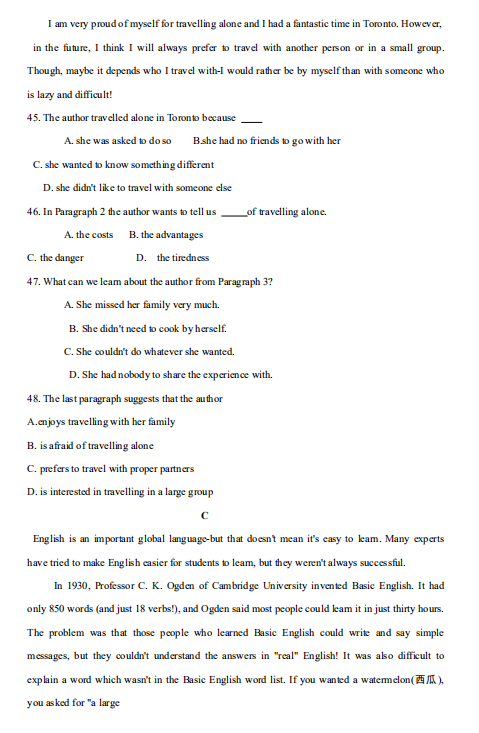 I am very proud of myself for travelling alone and I had a fantastic time in Toronto. However,
in the future, I think I will always prefer to travel with another person or in a small group.
Though, maybe it depends who I travel with-I would rather be by myself than with someone who
is lazy and difficult!
45. The author travelled alone in Toronto because ____
A. she was asked to do so B.she had no friends to go with her
C. she wanted to know something different
D. she didn't like to travel with someone else
46. In Paragraph 2 the author wants to tell us _____of travelling alone.
A. the costs B. the advantages
C. the danger D. the tiredness
47. What can we learn about the author from Paragraph 3?
A. She missed her family very much.
B. She didn't need to cook by herself.
C. She couldn't do whatever she wanted.
D. She had nobody to share the experience with.
48. The last paragraph suggests that the author
A.enjoys travelling with her family
B. is afraid of travelling alone
C. prefers to travel with proper partners
D. is interested in travelling in a large group
C
English is an important global language-but that doesn't mean it's easy to learn. Many experts
have tried to make English easier for students to learn, but they weren't always successful.
In 1930, Professor C. K. Ogden of Cambridge University invented Basic English. It had
only 850 words (and just 18 verbs!), and Ogden said most people could learn it in just thirty hours.
The problem was that those people who learned Basic English could write and say simple
messages, but they couldn't understand the answers in "real" English! It was also difficult to
explain a word which wasn't in the Basic English word list. If you wanted a watermelon(西瓜),
you asked for "a large